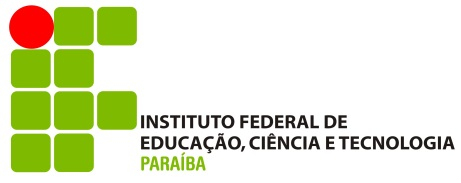 INSTITUTO FEDERAL DE
EDUCAÇÃO, CIÊNCIA E TECNOLOGIA
PARAÍBA